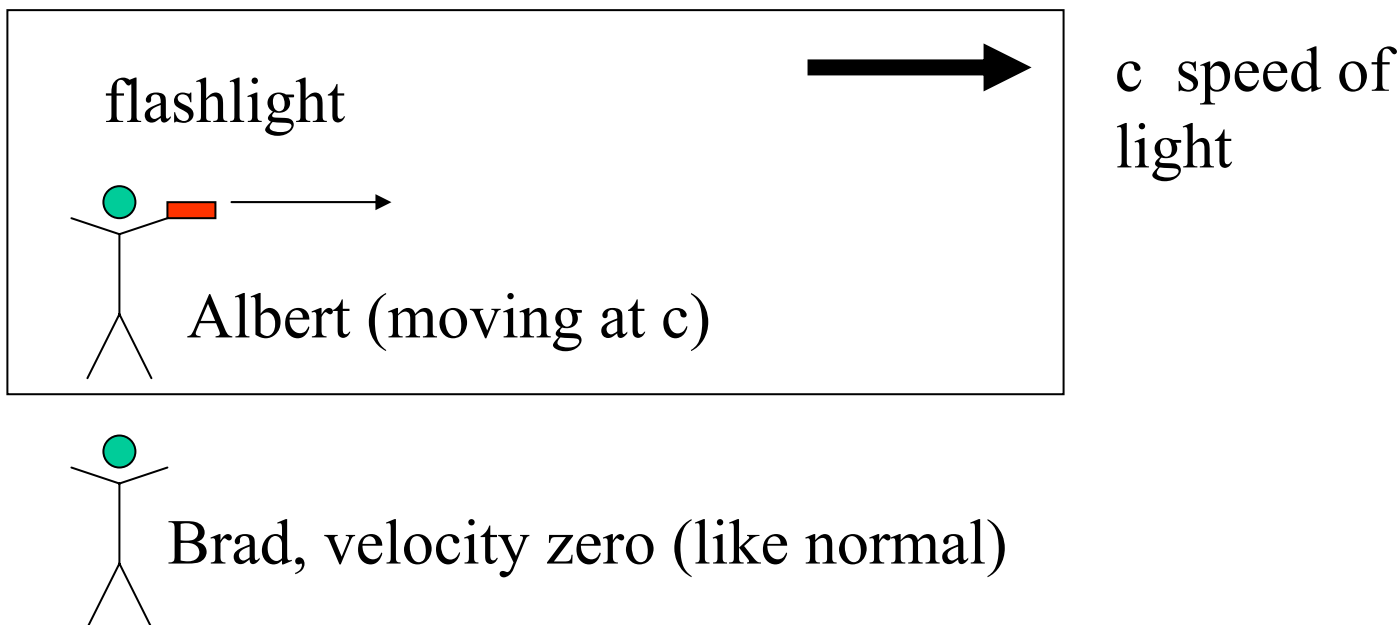 flashlight
c  speed of
light
Albert (moving at c)
Brad, velocity zero (like normal)